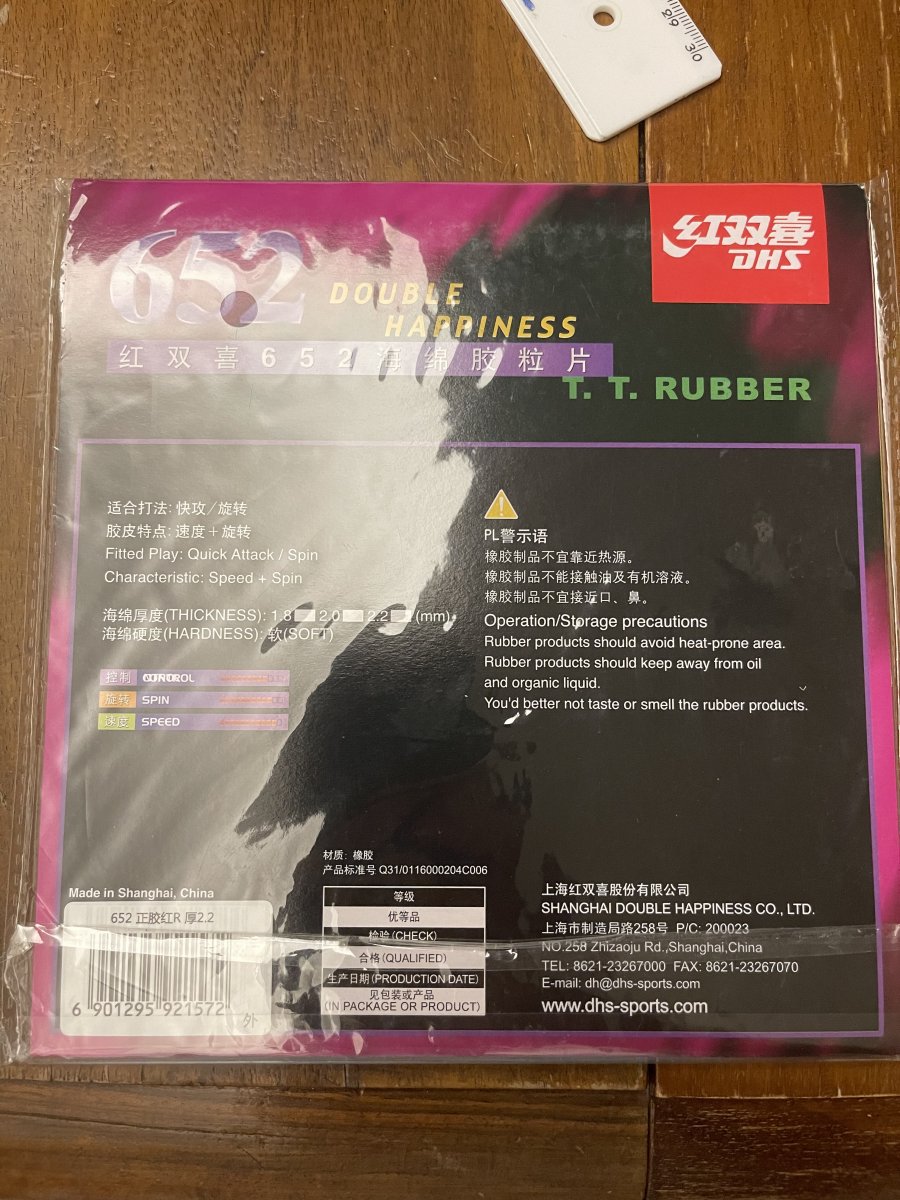 29 30
652
DOUBLE
HAPPINESS
红双喜
DHS
红双喜652海绵胶粒片
T. T. RUBBER
适合打法: 快攻/旋转
胶皮特点: 速度+旋转
Fitted Play: Quick Attack / Spin
Characteristic: Speed + Spin
海绵厚度(THICKNESS): 1.8 2.0 2.2 (mm)
海绵硬度(HARDNESS): 软(SOFT)
控制 CONTROL
旋转 SPIN
速度 SPEED
PL警示语
橡胶制品不宜靠近热源。
橡胶制品不能接触油及有机溶液。
橡胶制品不宜接近口、鼻。
Operation/Storage precautions
Rubber products should avoid heat-prone area.
Rubber products should keep away from oil
and organic liquid.
You'd better not taste or smell the rubber products.
Made in Shanghai, China
652 正胶红R 厚2.2
6 901295 921572
外
材质: 橡胶
产品标准号 Q31/0116000204C006
等级
优等品
检验(CHECK)
合格(QUALIFIED)
生产日期(PRODUCTION DATE)
见包装或产品
(IN PACKAGE OR PRODUCT)
上海红双喜股份有限公司
SHANGHAI DOUBLE HAPPINESS CO., LTD.
上海市制造局路258号 P/C: 200023
NO.258 Zhizaoju Rd.,Shanghai,China
TEL: 8621-23267000 FAX: 8621-23267070
E-mail: dh@dhs-sports.com
www.dhs-sports.com